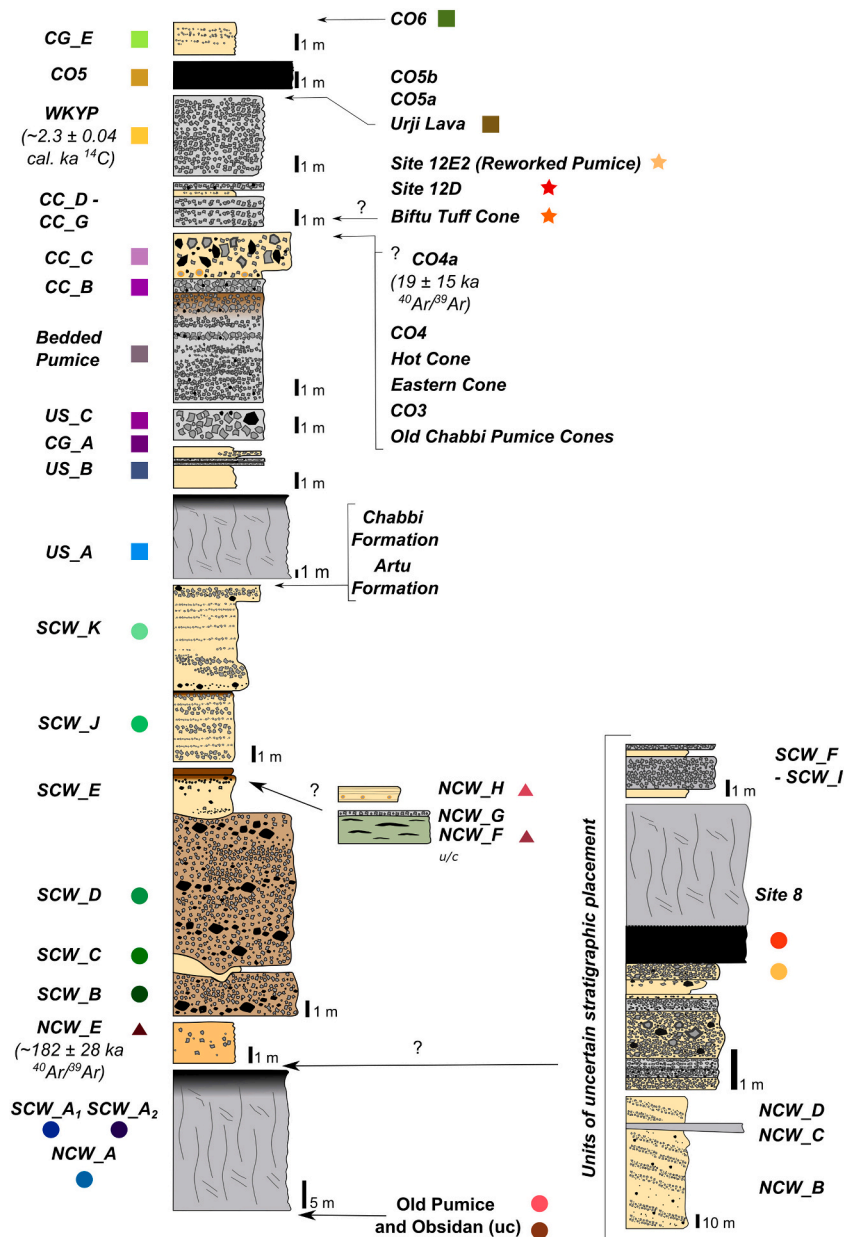 CG_E
1 m
CO6
CO5
1 m
WKYP
(~2.3 ± 0.04
cal. ka ¹⁴C)
1 m
CO5b
CO5a
Urji Lava
Site 12E2 (Reworked Pumice)
Site 12D
Biftu Tuff Cone
?
CC_D -
CC_G
1 m
CC_C
CC_B
Bedded
Pumice
1 m
? CO4a
(19 ± 15 ka
⁴⁰Ar/³⁹Ar)
CO4
Hot Cone
Eastern Cone
CO3
Old Chabbi Pumice Cones
US_C
1 m
CG_A
US_B
1 m
US_A
1 m
Chabbi
Formation
Artu
Formation
SCW_K
SCW_J
1 m
SCW_E
?
NCW_H
NCW_G
NCW_F
u/c
SCW_D
SCW_C
SCW_B
1 m
NCW_E
(~182 ± 28 ka
⁴⁰Ar/³⁹Ar)
1 m
?
SCW_A₁ SCW_A₂
NCW_A
5 m
Old Pumice
and Obsidan (uc)
Units of uncertain stratigraphic placement
SCW_F
- SCW_I
1 m
Site 8
1 m
NCW_D
NCW_C
NCW_B
10 m